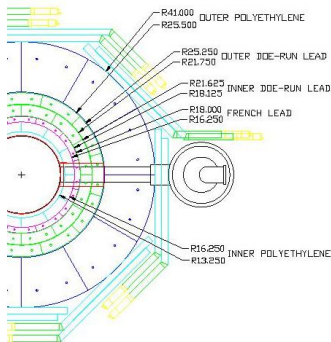 R41.000 OUTER POLYETHYLENE
R25.500
R25.250 OUTER DOE-RUN LEAD
R21.750
R21.625 INNER DOE-RUN LEAD
R18.125
R18.000 FRENCH LEAD
R16.250
R16.250 INNER POLYETHYLENE
R13.250